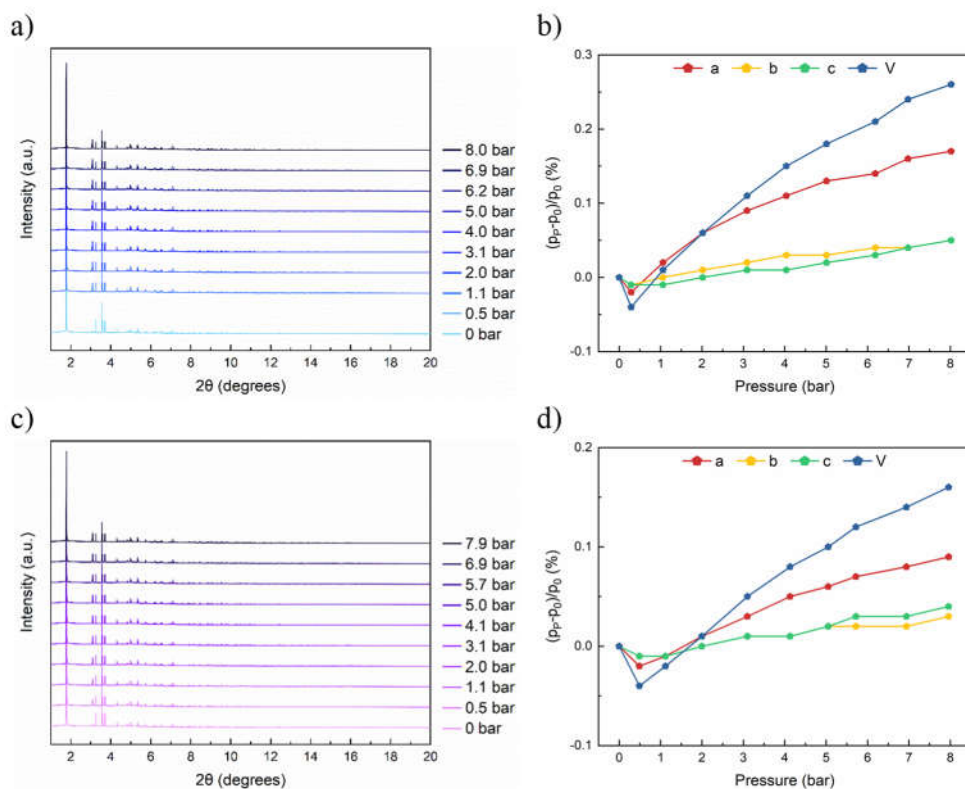 a)
Intensity (a.u.)
8.0 bar
6.9 bar
6.2 bar
5.0 bar
4.0 bar
3.1 bar
2.0 bar
1.1 bar
0.5 bar
0 bar
2 4 6 8 10 12 14 16 18 20
2θ (degrees)
b)
a b c V
(pₚ-p₀)/p₀ (%)
0.3
0.2
0.1
0.0
-0.1
0 1 2 3 4 5 6 7 8
Pressure (bar)
c)
Intensity (a.u.)
7.9 bar
6.9 bar
5.7 bar
5.0 bar
4.1 bar
3.1 bar
2.0 bar
1.1 bar
0.5 bar
0 bar
2 4 6 8 10 12 14 16 18 20
2θ (degrees)
d)
a b c V
(pₚ-p₀)/p₀ (%)
0.2
0.1
0.0
-0.1
0 1 2 3 4 5 6 7 8
Pressure (bar)